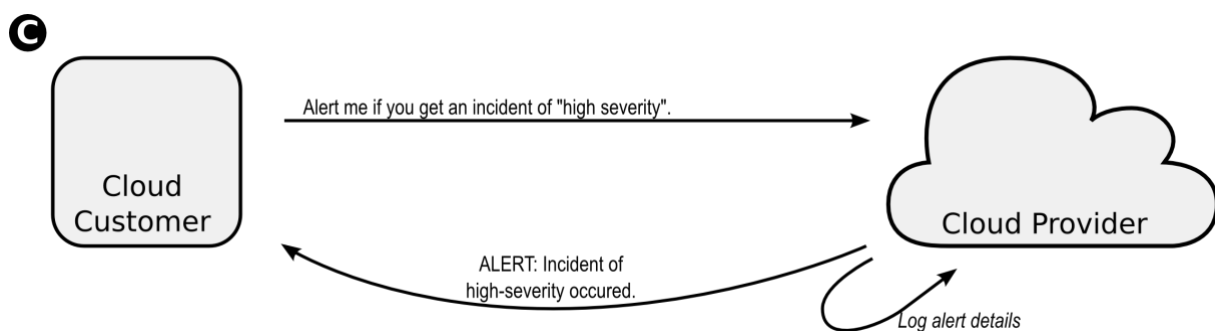 C
Alert me if you get an incident of "high severity".
Cloud
Customer
Cloud Provider
ALERT: Incident of
high-severity occured.
Log alert details